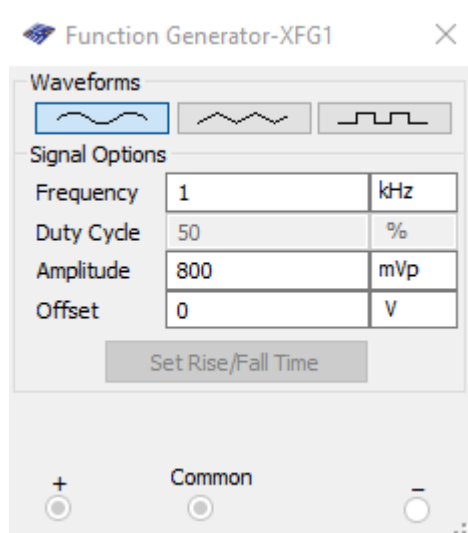 Function Generator-XFG1
Waveforms
Signal Options
Frequency 1 kHz
Duty Cycle 50 %
Amplitude 800 mVp
Offset 0 V
Set Rise/Fall Time
+ Common −